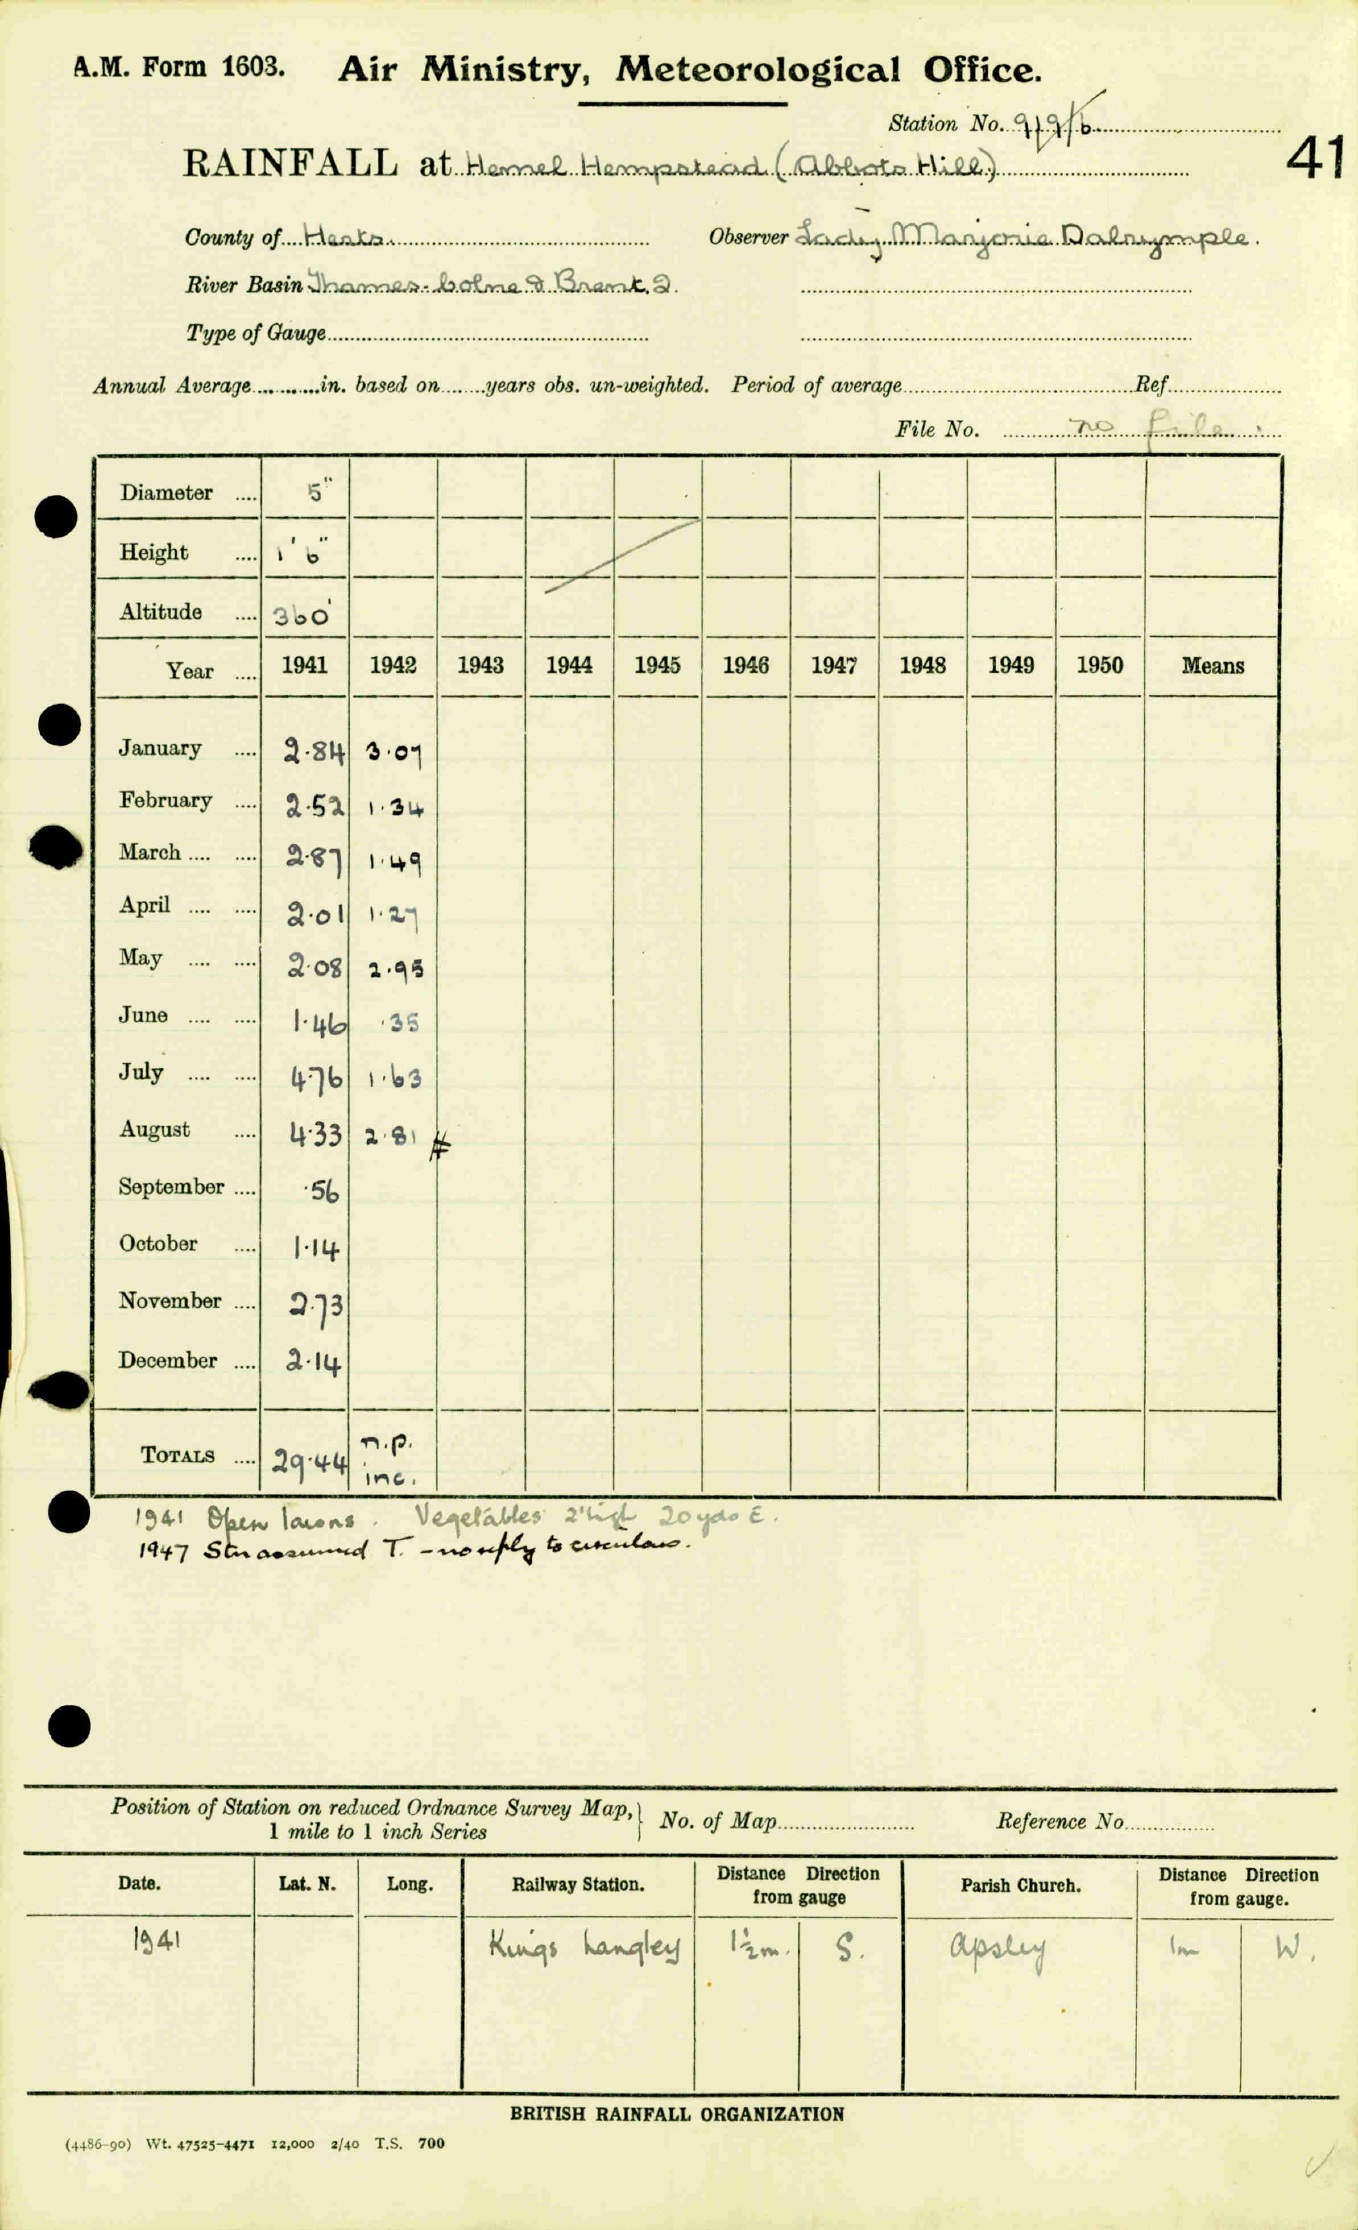 A.M. Form 1603. Air Ministry, Meteorological Office.
Station No.
41
RAINFALL at Hemel Hempstead (Abbots Hill)
County of Herts. Observer Lady Marjorie Dalrymple.
River Basin Thames-Colne & Brent. 2.
Type of Gauge
Annual Average in. based on years obs. un-weighted. Period of average Ref
File No. no file.
Diameter 5"
Height 1' 6"
Altitude 360'
Year 1941 1942 1943 1944 1945 1946 1947 1948 1949 1950 Means
January 2.84 3.07
February 2.52 1.34
March 2.87 1.49
April 2.01 1.27
May 2.08 2.95
June 1.46 .35
July 4.76 1.63
August 4.33 2.81 #
September .56
October 1.14
November 2.73
December 2.14
TOTALS 29.44 n.p. inc.
1941 Open lawns. Vegetables 2' high 20 yds E.
1947 Stn assumed T. - no reply to circulars.
Position of Station on reduced Ordnance Survey Map, 1 mile to 1 inch Series } No. of Map Reference No
Date. Lat. N. Long. Railway Station. Distance Direction from gauge Parish Church. Distance Direction from gauge.
1941 Kings Langley 1½m. S. Apsley 1m W.
BRITISH RAINFALL ORGANIZATION
(4486-90) Wt. 47525-4471 12,000 2/40 T.S. 700